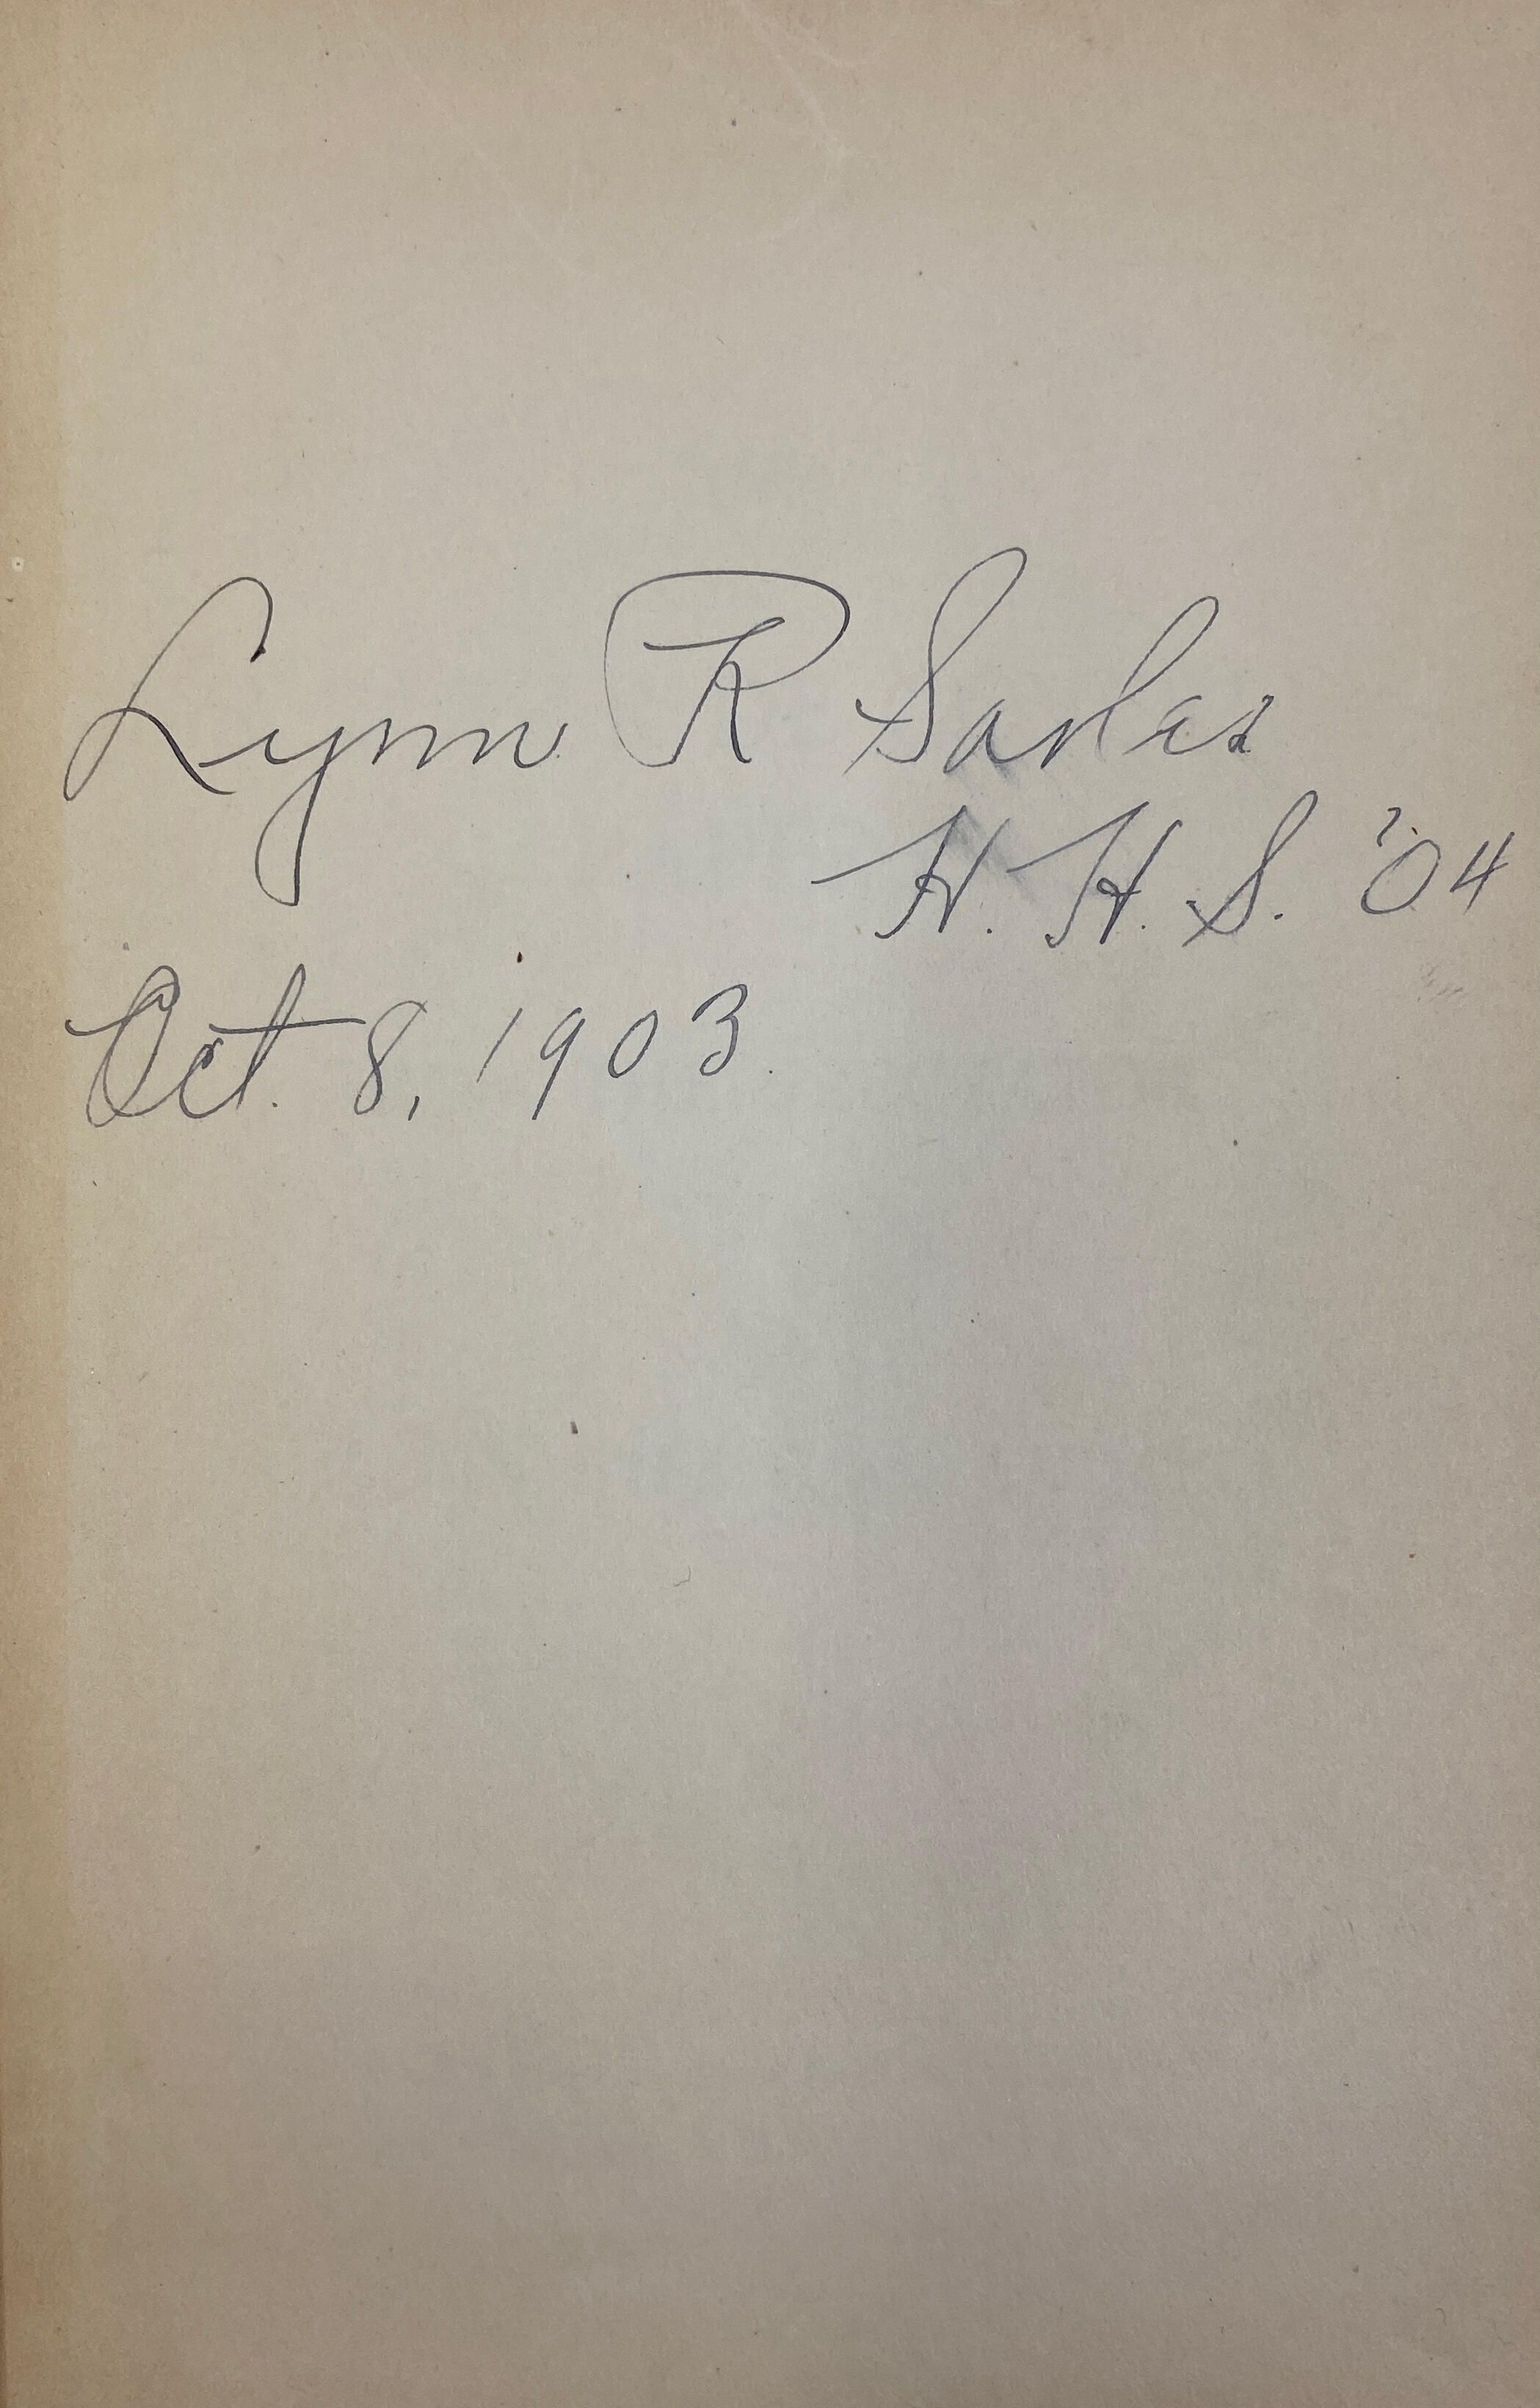 Lynn R Sarles
H. H. S. '04
Oct. 8, 1903.